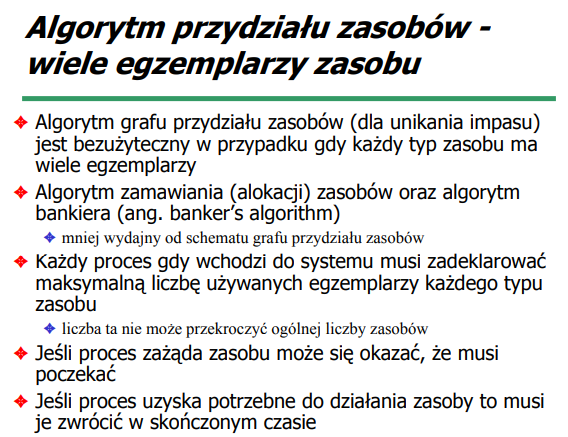 Algorytm przydziału zasobów -
wiele egzemplarzy zasobu
Algorytm grafu przydziału zasobów (dla unikania impasu)
jest bezużyteczny w przypadku gdy każdy typ zasobu ma
wiele egzemplarzy
Algorytm zamawiania (alokacji) zasobów oraz algorytm
bankiera (ang. banker’s algorithm)
mniej wydajny od schematu grafu przydziału zasobów
Każdy proces gdy wchodzi do systemu musi zadeklarować
maksymalną liczbę używanych egzemplarzy każdego typu
zasobu
liczba ta nie może przekroczyć ogólnej liczby zasobów
Jeśli proces zażąda zasobu może się okazać, że musi
poczekać
Jeśli proces uzyska potrzebne do działania zasoby to musi
je zwrócić w skończonym czasie